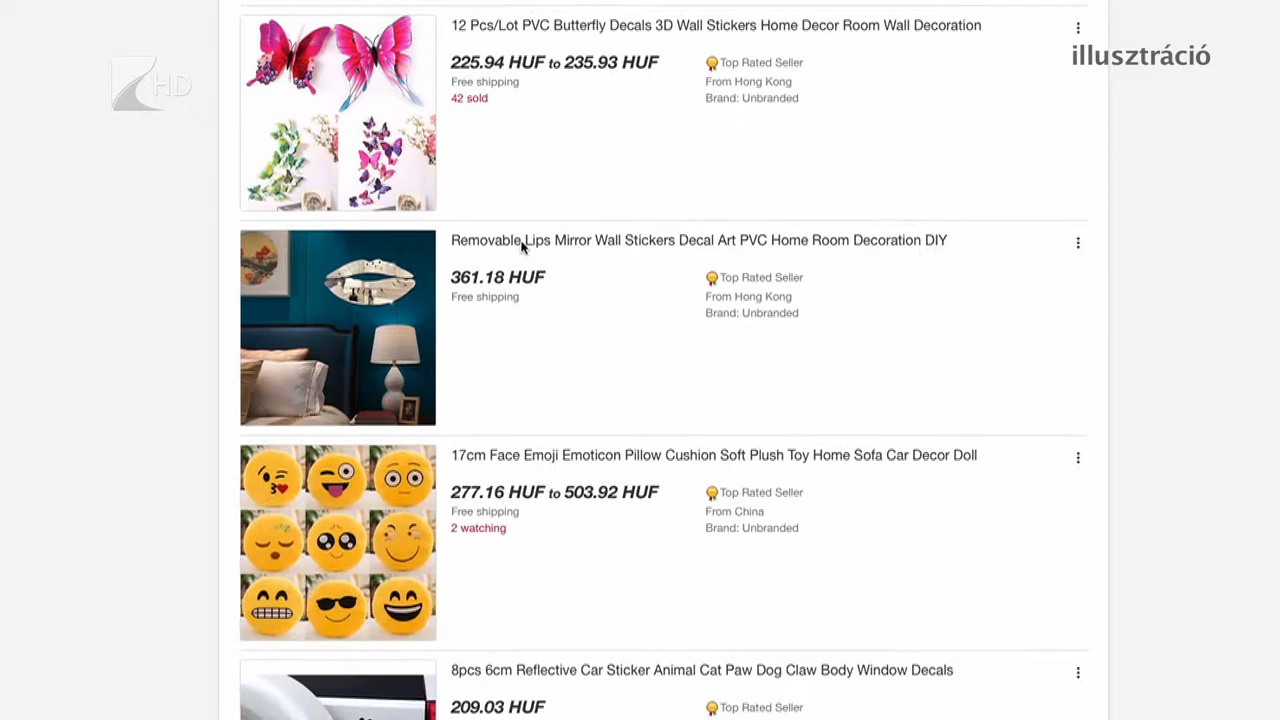 12 Pcs/Lot PVC Butterfly Decals 3D Wall Stickers Home Decor Room Wall Decoration
illusztráció
HD
225.94 HUF to 235.93 HUF
Top Rated Seller
Free shipping
From Hong Kong
42 sold
Brand: Unbranded
Removable Lips Mirror Wall Stickers Decal Art PVC Home Room Decoration DIY
361.18 HUF
Top Rated Seller
Free shipping
From Hong Kong
Brand: Unbranded
17cm Face Emoji Emoticon Pillow Cushion Soft Plush Toy Home Sofa Car Decor Doll
277.16 HUF to 503.92 HUF
Top Rated Seller
Free shipping
From China
2 watching
Brand: Unbranded
8pcs 6cm Reflective Car Sticker Animal Cat Paw Dog Claw Body Window Decals
209.03 HUF
Top Rated Seller